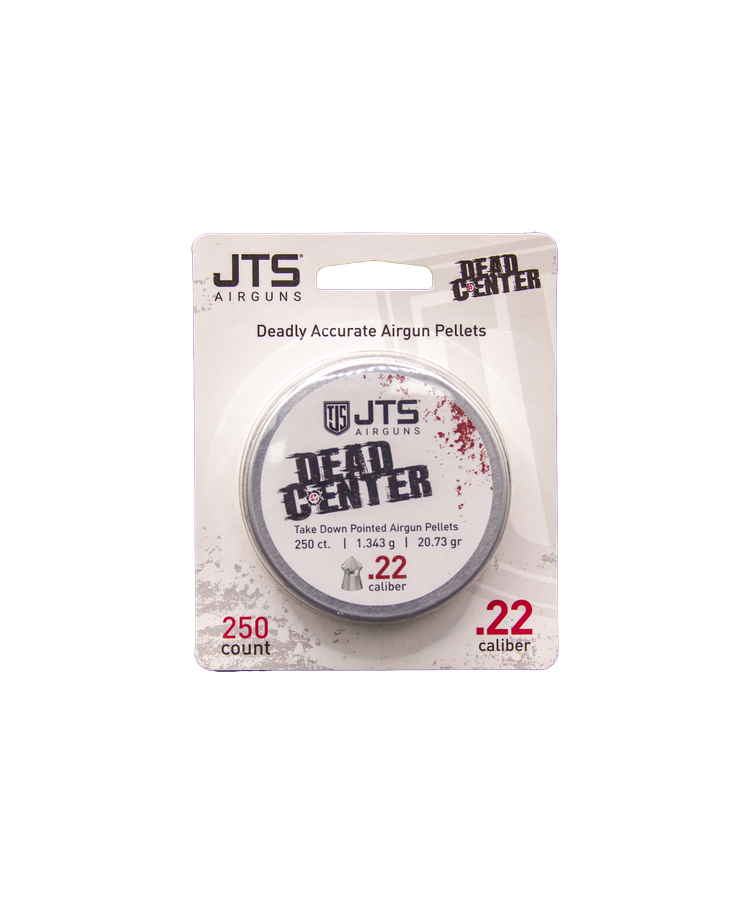 JTS®
AIRGUNS
DEAD
CENTER
Deadly Accurate Airgun Pellets
TJS JTS®
AIRGUNS
DEAD
CENTER
Take Down Pointed Airgun Pellets
250 ct. | 1.343 g | 20.73 gr
.22
caliber
250
count
.22
caliber